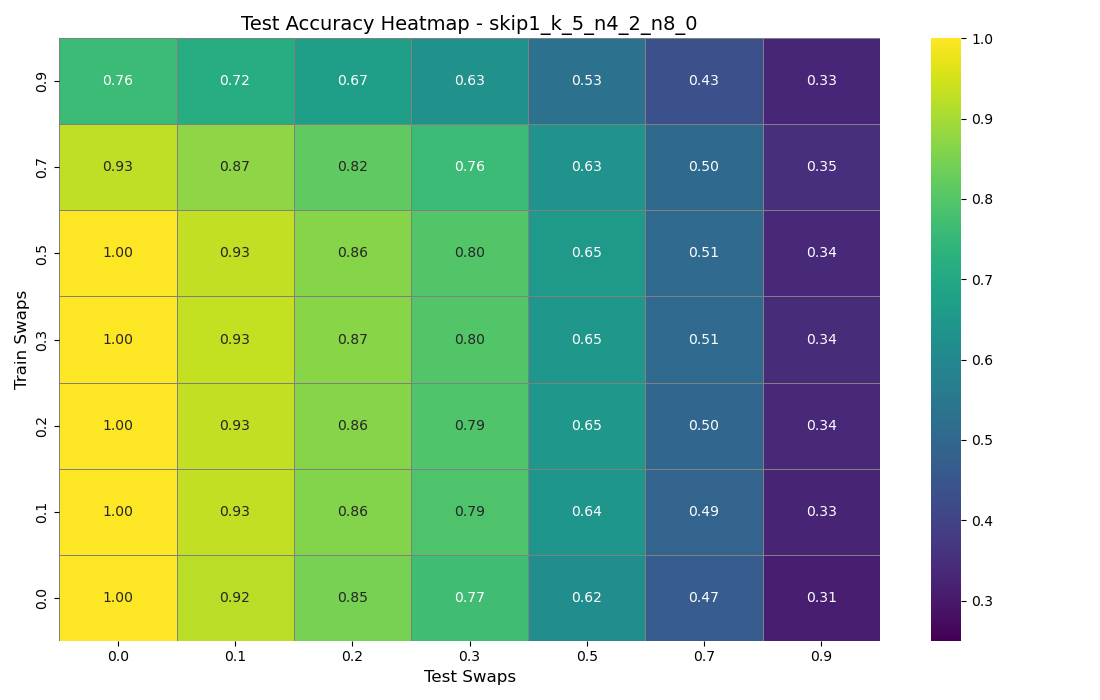 Test Accuracy Heatmap - skip1_k_5_n4_2_n8_0
Train Swaps
0.9 0.76 0.72 0.67 0.63 0.53 0.43 0.33
0.7 0.93 0.87 0.82 0.76 0.63 0.50 0.35
0.5 1.00 0.93 0.86 0.80 0.65 0.51 0.34
0.3 1.00 0.93 0.87 0.80 0.65 0.51 0.34
0.2 1.00 0.93 0.86 0.79 0.65 0.50 0.34
0.1 1.00 0.93 0.86 0.79 0.64 0.49 0.33
0.0 1.00 0.92 0.85 0.77 0.62 0.47 0.31
0.0 0.1 0.2 0.3 0.5 0.7 0.9
Test Swaps
1.0
0.9
0.8
0.7
0.6
0.5
0.4
0.3